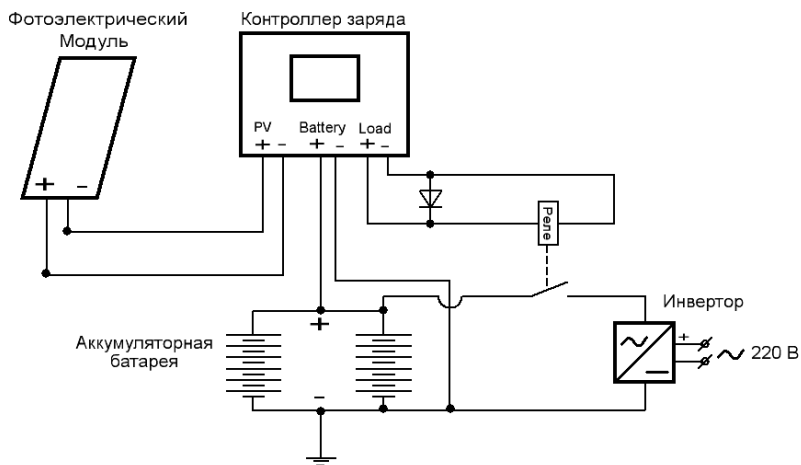 Фотоэлектрический
Модуль
Контроллер заряда
PV Battery Load
+ - + - + -
+ -
Реле
Инвертор
+
Аккумуляторная
батарея
+
-
220 В